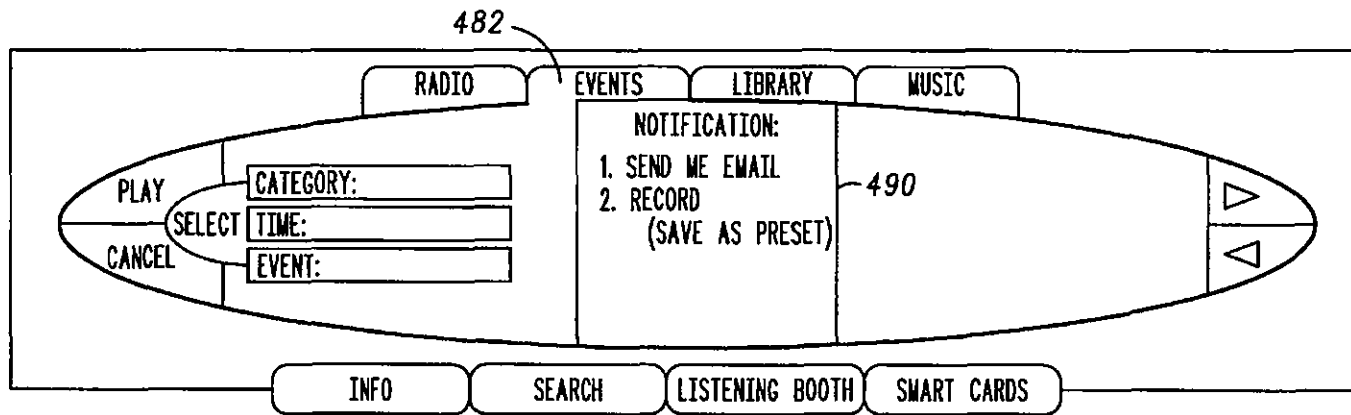 482
RADIO
EVENTS
LIBRARY
MUSIC
NOTIFICATION:
1. SEND ME EMAIL
2. RECORD
(SAVE AS PRESET)
490
PLAY
SELECT
CANCEL
CATEGORY:
TIME:
EVENT:
INFO
SEARCH
LISTENING BOOTH
SMART CARDS